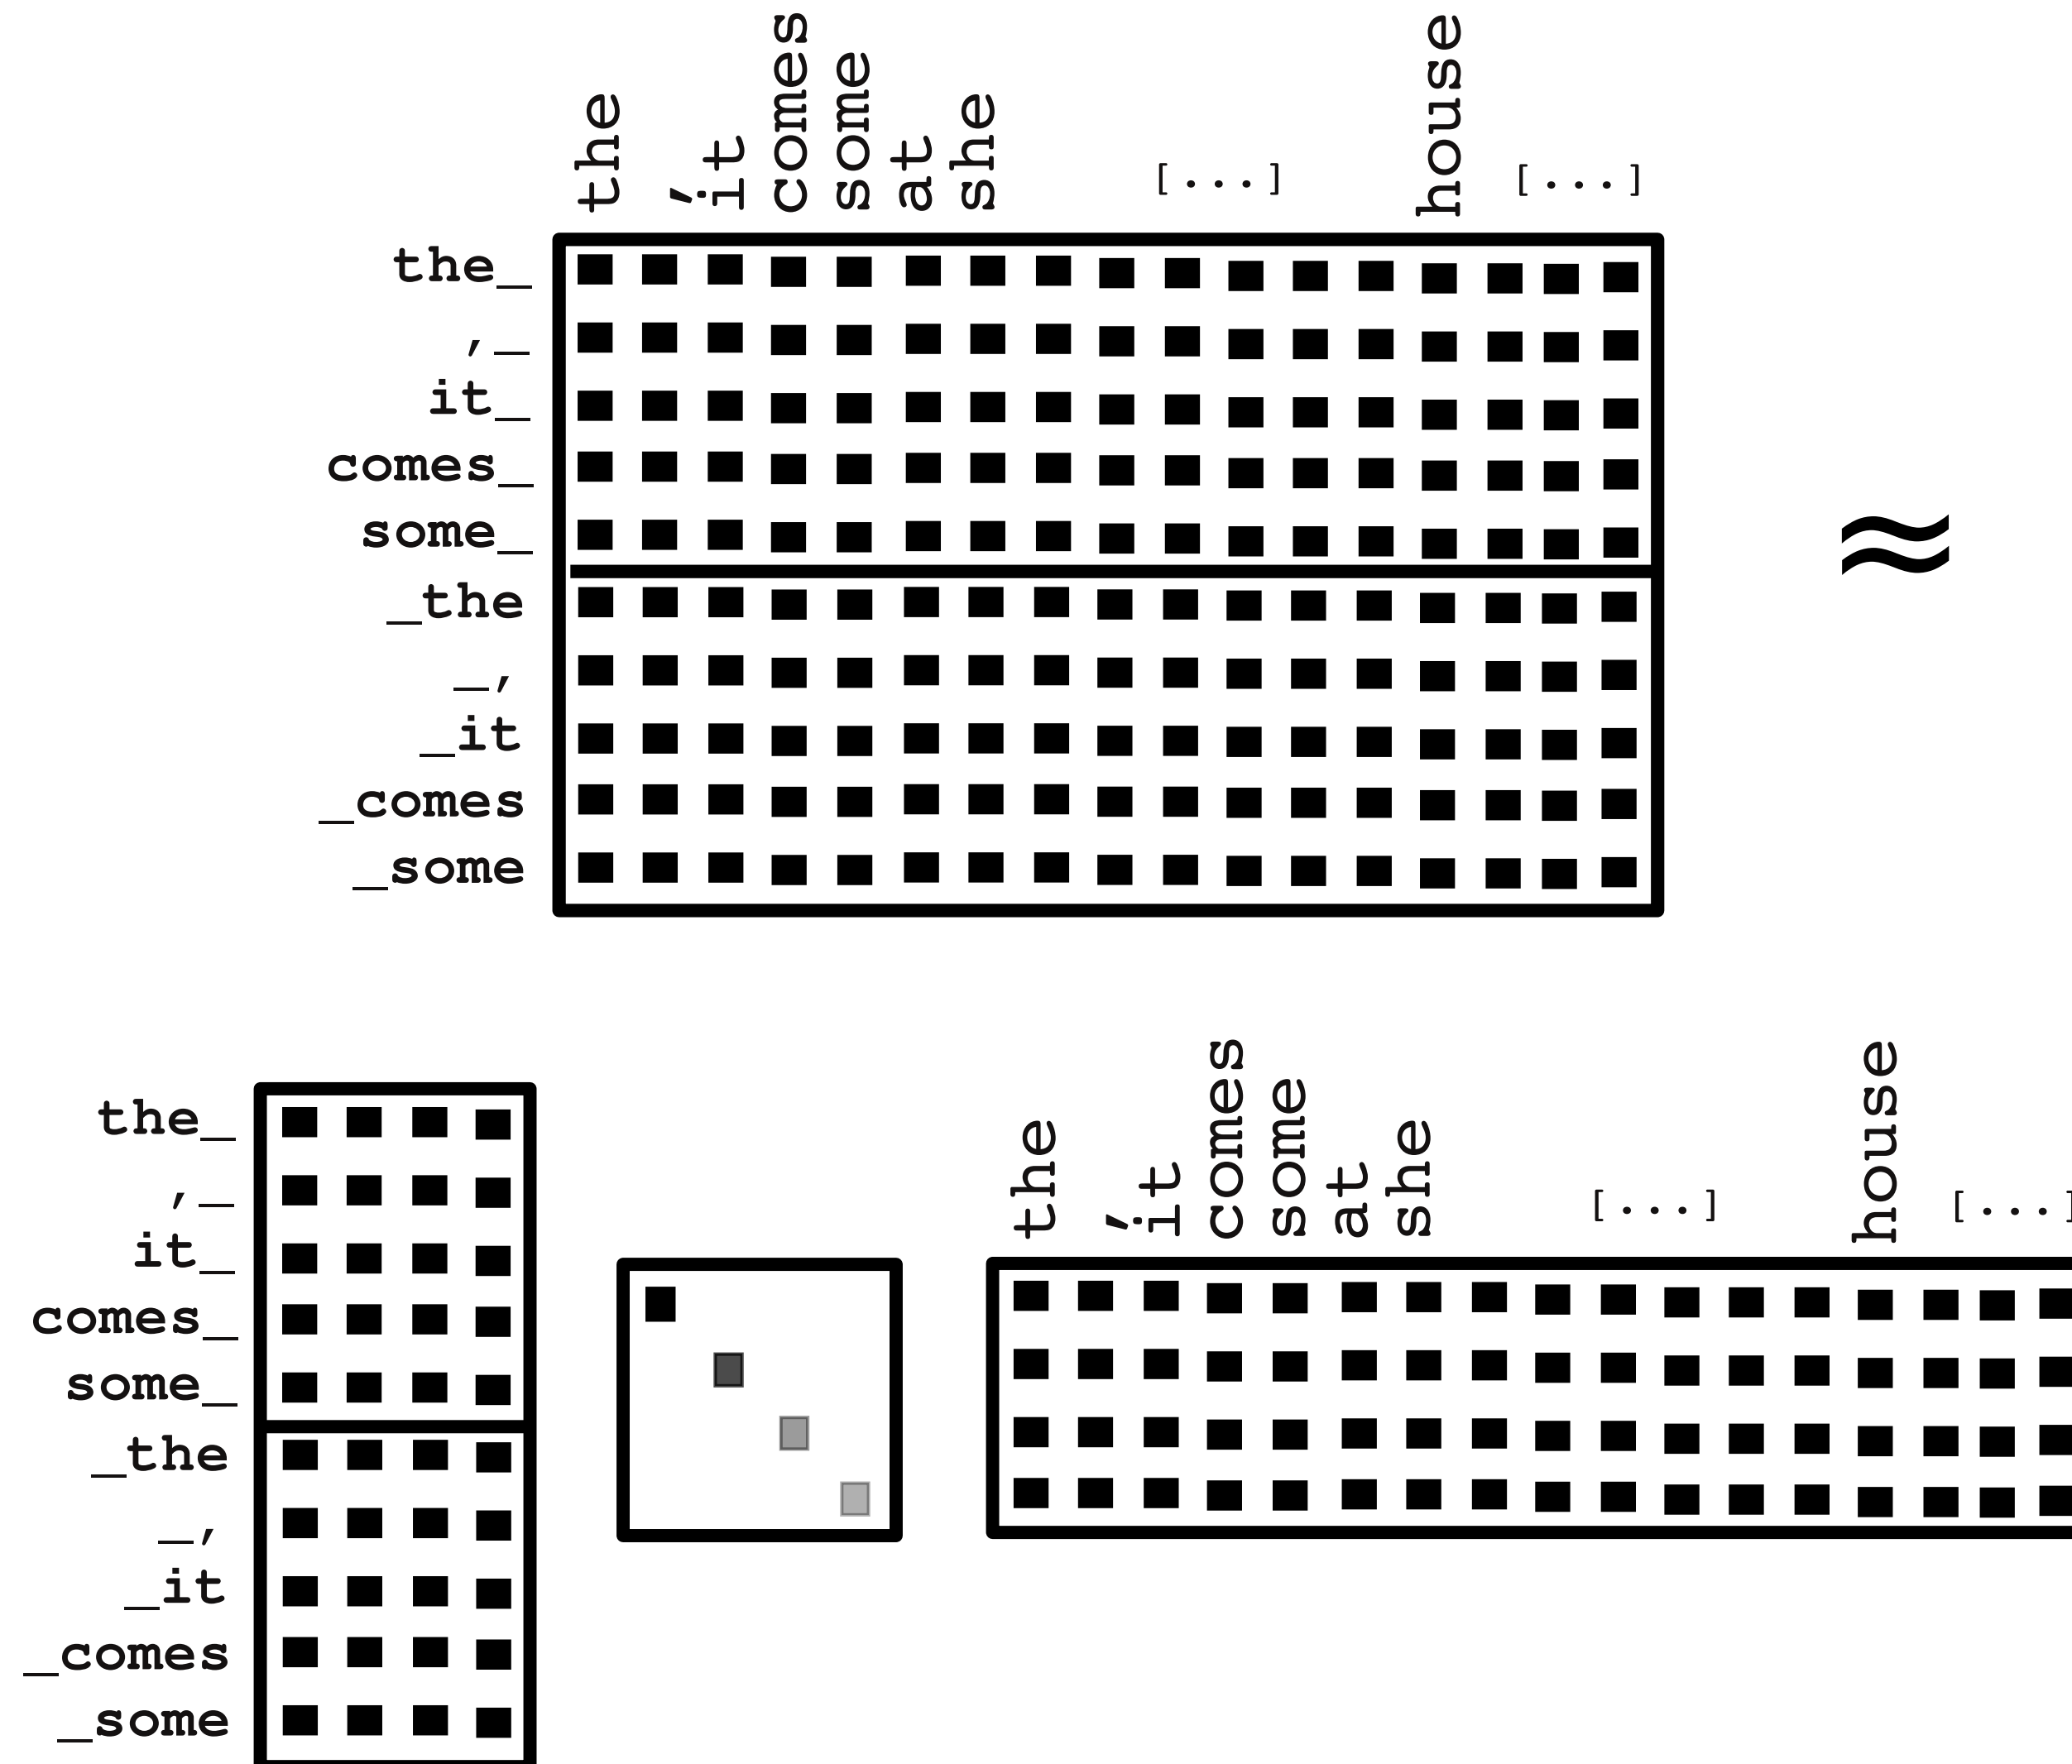 the , it comes some at she [...] house [...]
the_
,_
it_
comes_
some_
≈
_the
_,
_it
_comes
_some
the , it comes some at she [...] house [...]
the_
,_
it_
comes_
some_
_the
_,
_it
_comes
_some